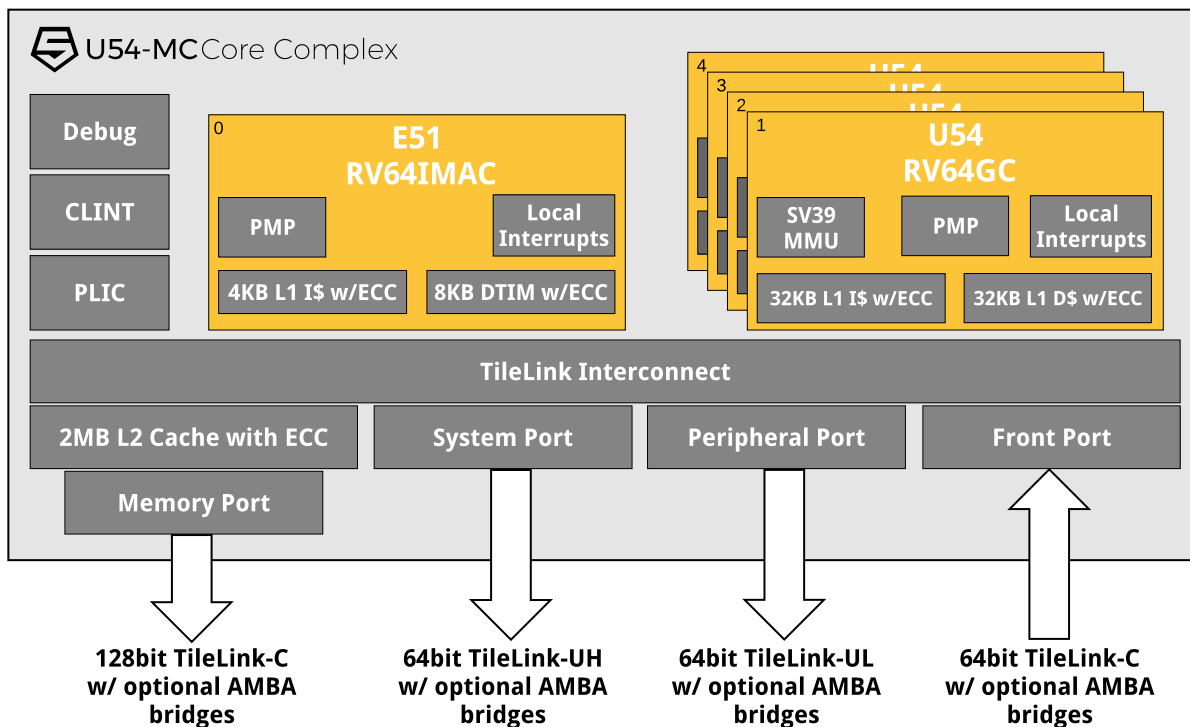 U54-MC Core Complex
Debug
CLINT
PLIC
0
E51
RV64IMAC
PMP
Local
Interrupts
4KB L1 I$ w/ECC
8KB DTIM w/ECC
4
U54
3
U54
2
U54
1
U54
RV64GC
SV39
MMU
PMP
Local
Interrupts
32KB L1 I$ w/ECC
32KB L1 D$ w/ECC
TileLink Interconnect
2MB L2 Cache with ECC
System Port
Peripheral Port
Front Port
Memory Port
128bit TileLink-C
w/ optional AMBA
bridges
64bit TileLink-UH
w/ optional AMBA
bridges
64bit TileLink-UL
w/ optional AMBA
bridges
64bit TileLink-C
w/ optional AMBA
bridges